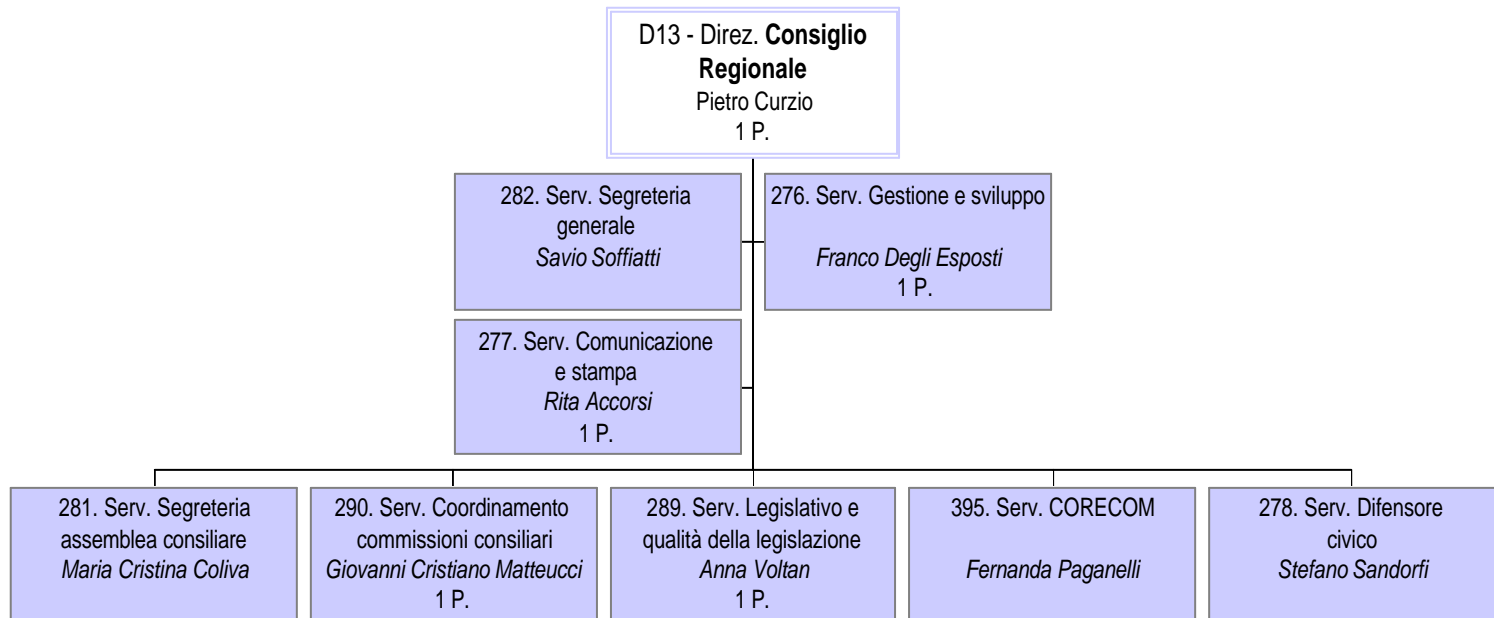 D13 - Direz. Consiglio
Regionale
Pietro Curzio
1 P.
282. Serv. Segreteria
generale
Savio Soffiatti
276. Serv. Gestione e sviluppo
Franco Degli Esposti
1 P.
277. Serv. Comunicazione
e stampa
Rita Accorsi
1 P.
281. Serv. Segreteria
assemblea consiliare
Maria Cristina Coliva
290. Serv. Coordinamento
commissioni consiliari
Giovanni Cristiano Matteucci
1 P.
289. Serv. Legislativo e
qualità della legislazione
Anna Voltan
1 P.
395. Serv. CORECOM
Fernanda Paganelli
278. Serv. Difensore
civico
Stefano Sandorfi